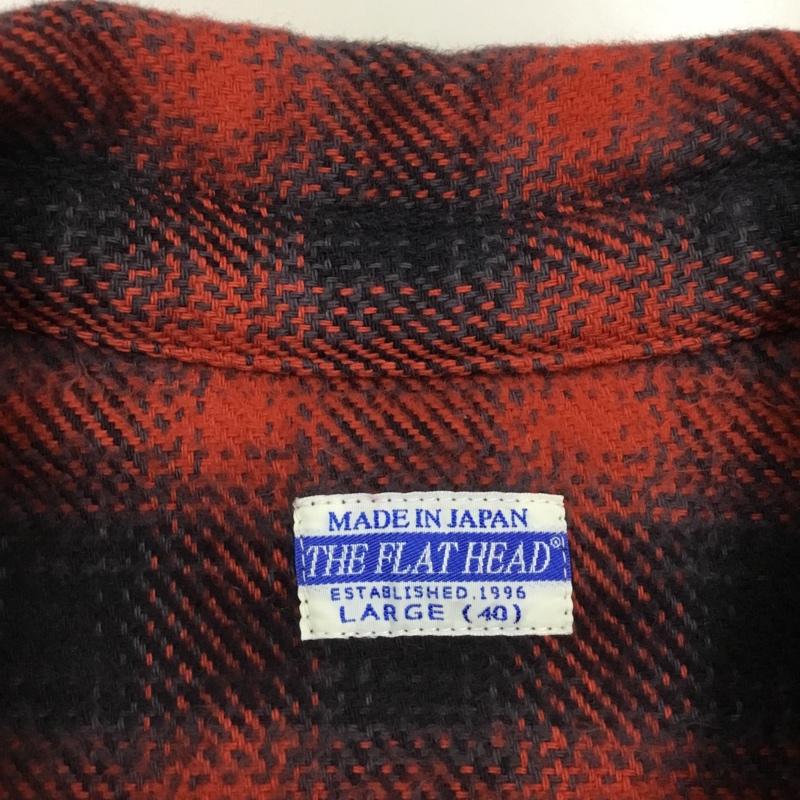 MADE IN JAPAN
THE FLAT HEAD®
ESTABLISHED.1996
LARGE (40)